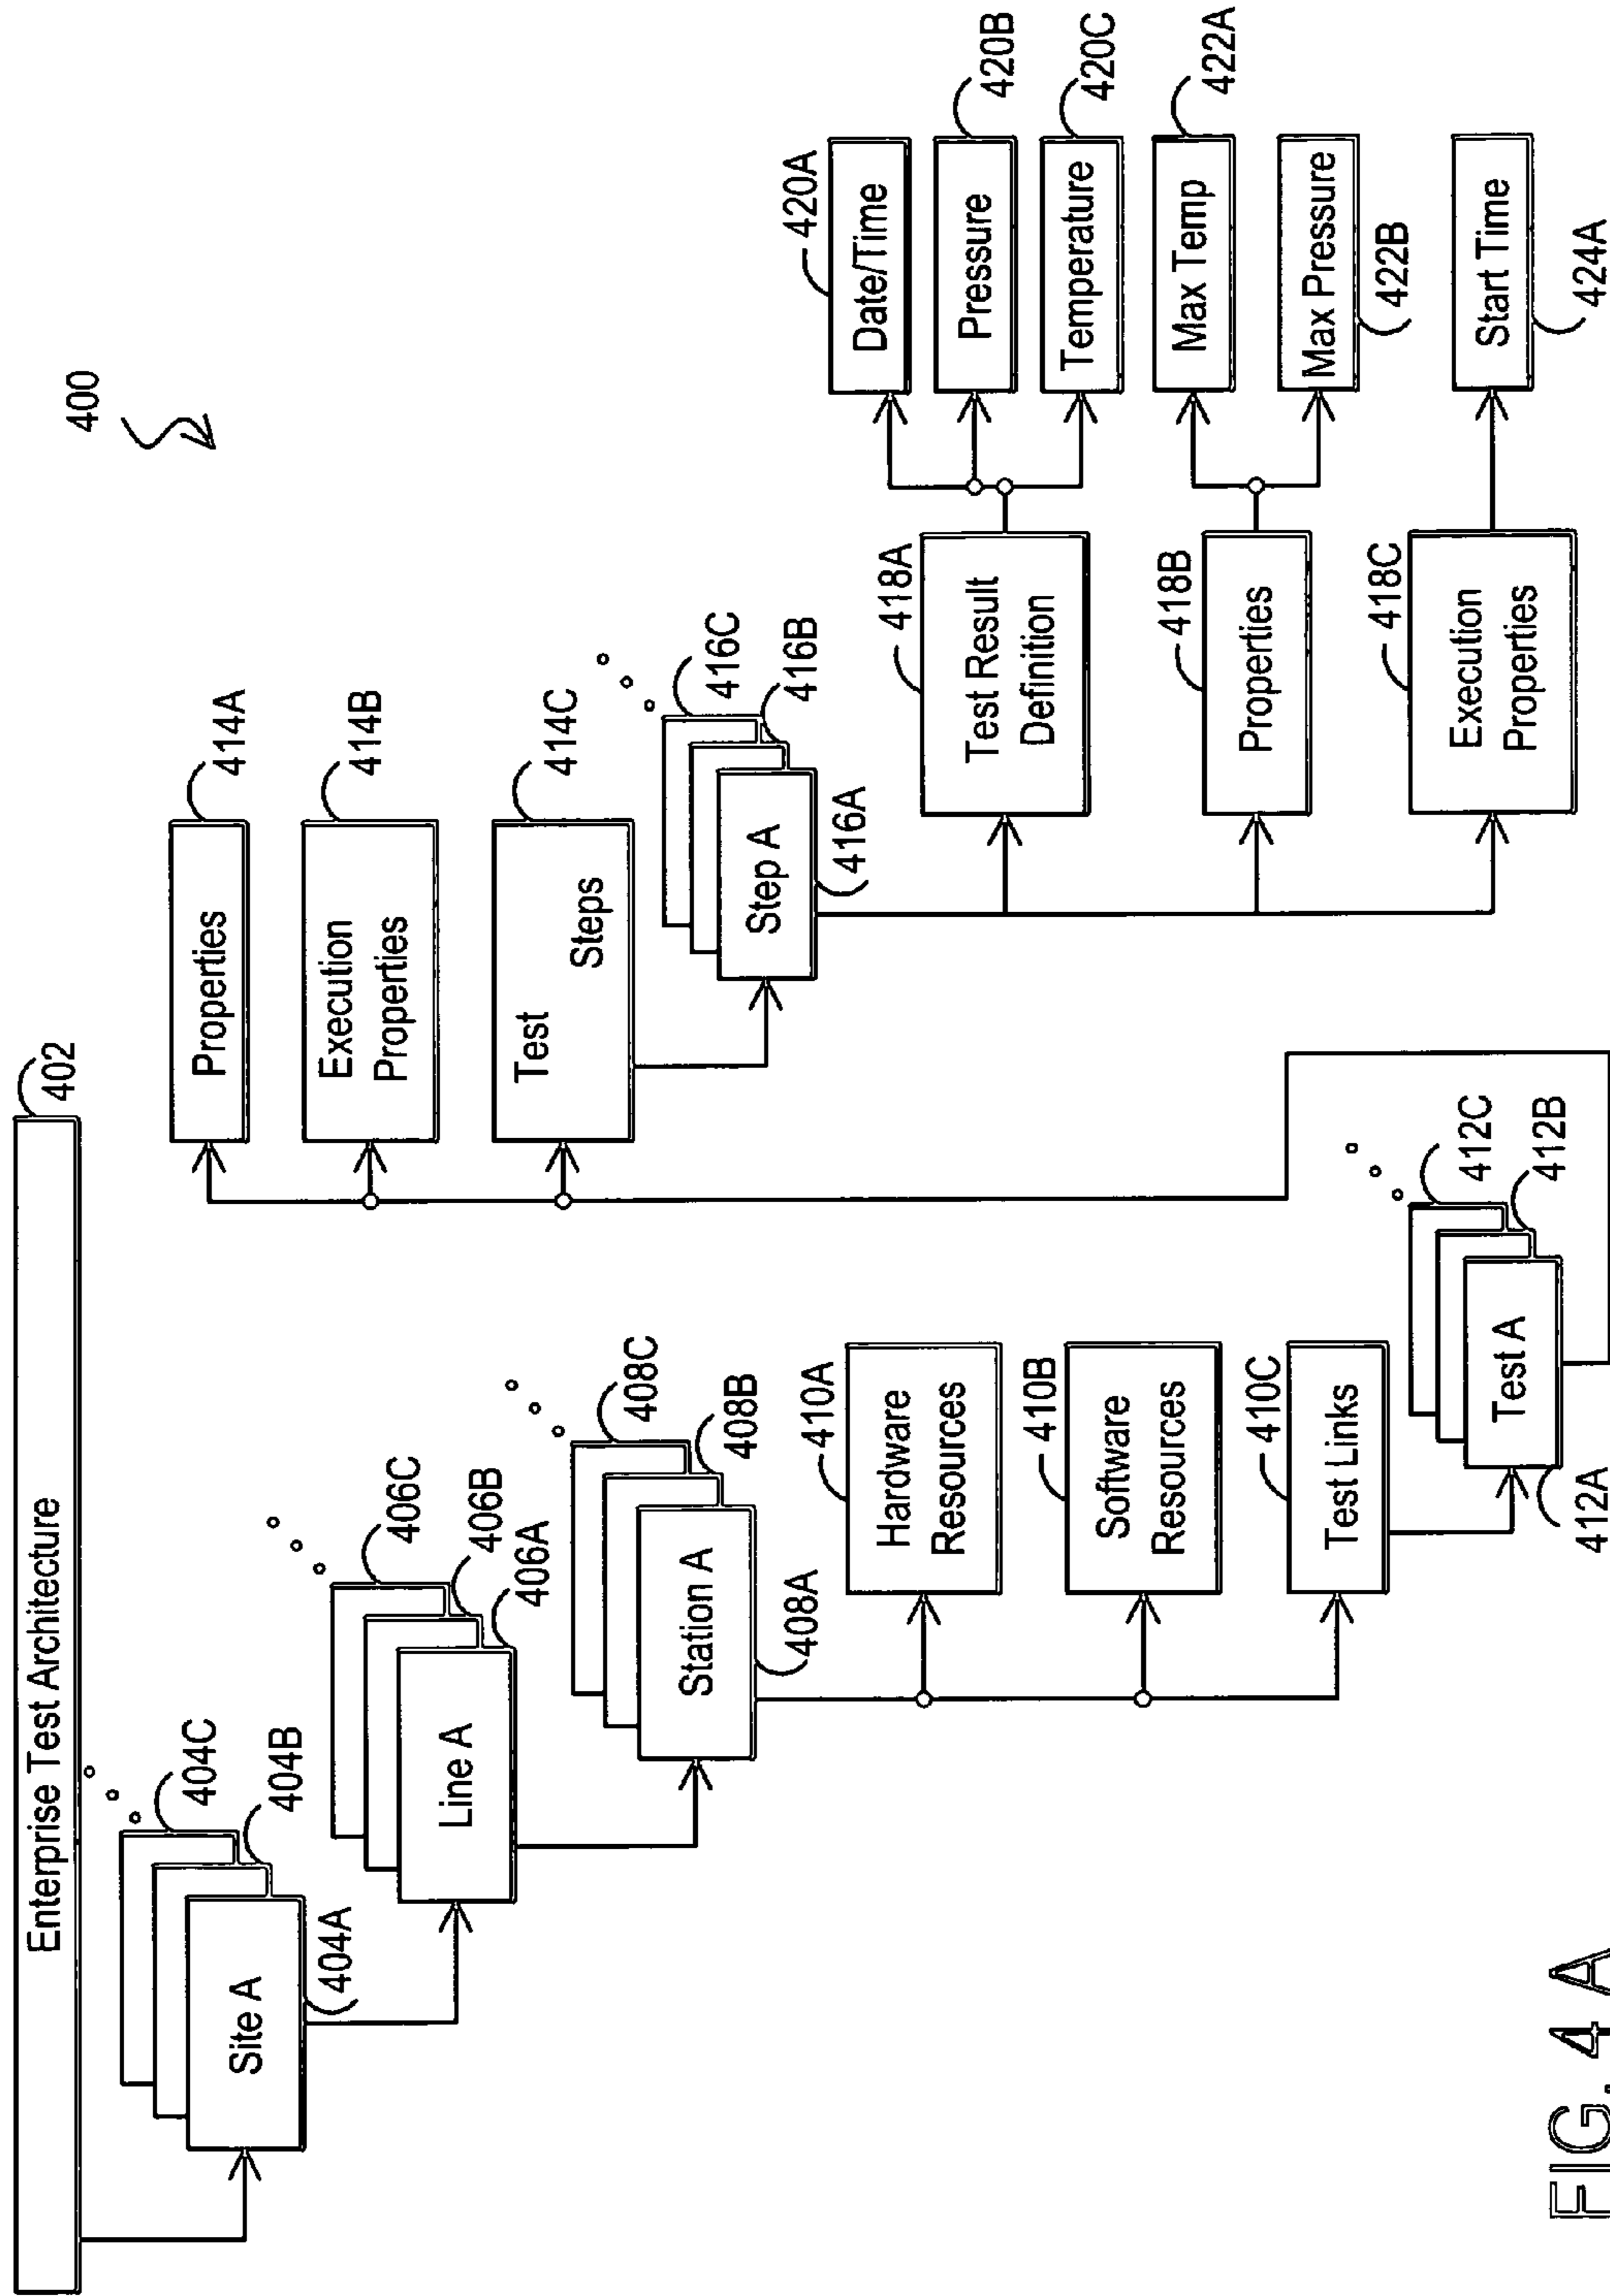 400
Enterprise Test Architecture
402
Site A
404A
404B
404C
Line A
406A
406B
406C
Station A
408A
408B
408C
Hardware
Resources
410A
Software
Resources
410B
Test Links
410C
Test A
412A
412B
412C
Properties
414A
Execution
Properties
414B
Test
Steps
414C
Step A
416A
416B
416C
Test Result
Definition
418A
Properties
418B
Execution
Properties
418C
Date/Time
420A
Pressure
420B
Temperature
420C
Max Temp
422A
Max Pressure
422B
Start Time
424A
FIG. 4 A